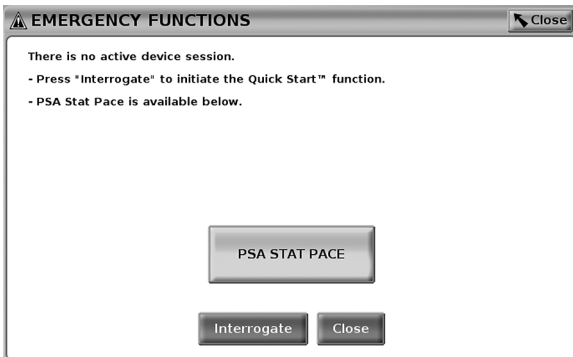 EMERGENCY FUNCTIONS
Close
There is no active device session.
- Press "Interrogate" to initiate the Quick Start™ function.
- PSA Stat Pace is available below.
PSA STAT PACE
Interrogate
Close